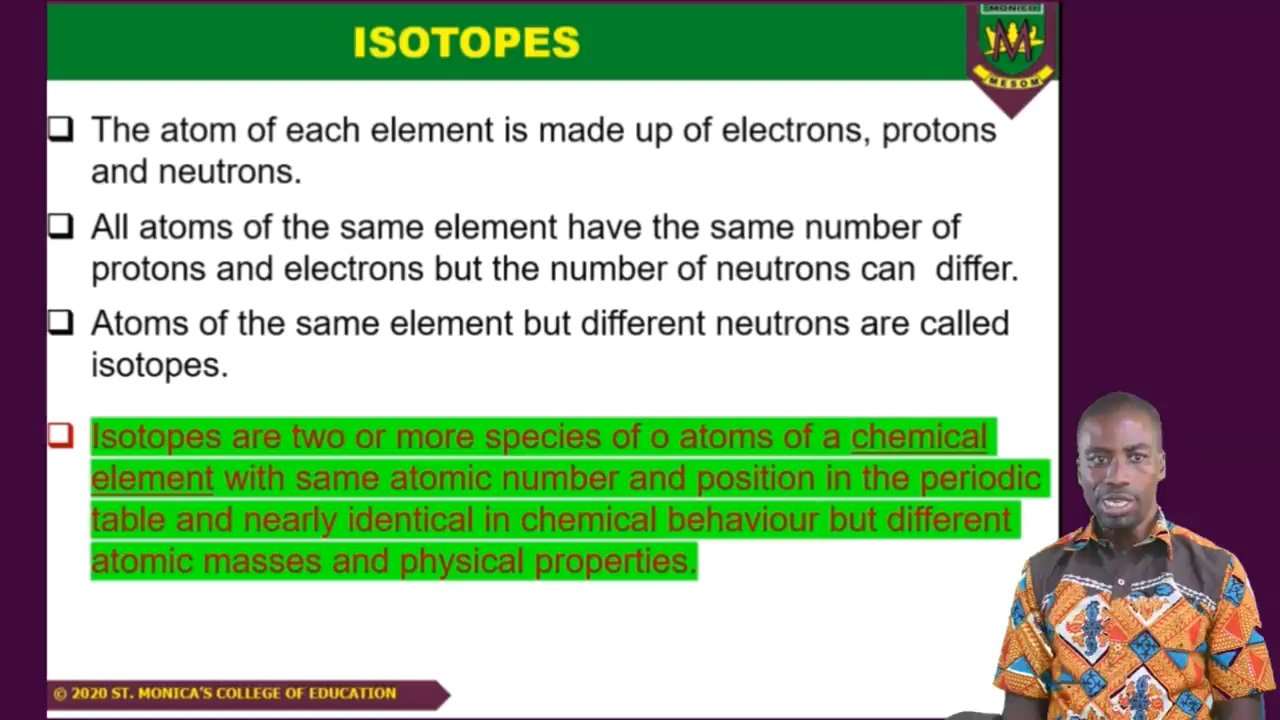 ISOTOPES
MONICO
M
MESOM
❑ The atom of each element is made up of electrons, protons
and neutrons.
❑ All atoms of the same element have the same number of
protons and electrons but the number of neutrons can differ.
❑ Atoms of the same element but different neutrons are called
isotopes.
❑ Isotopes are two or more species of o atoms of a chemical
element with same atomic number and position in the periodic
table and nearly identical in chemical behaviour but different
atomic masses and physical properties.
© 2020 ST. MONICA'S COLLEGE OF EDUCATION